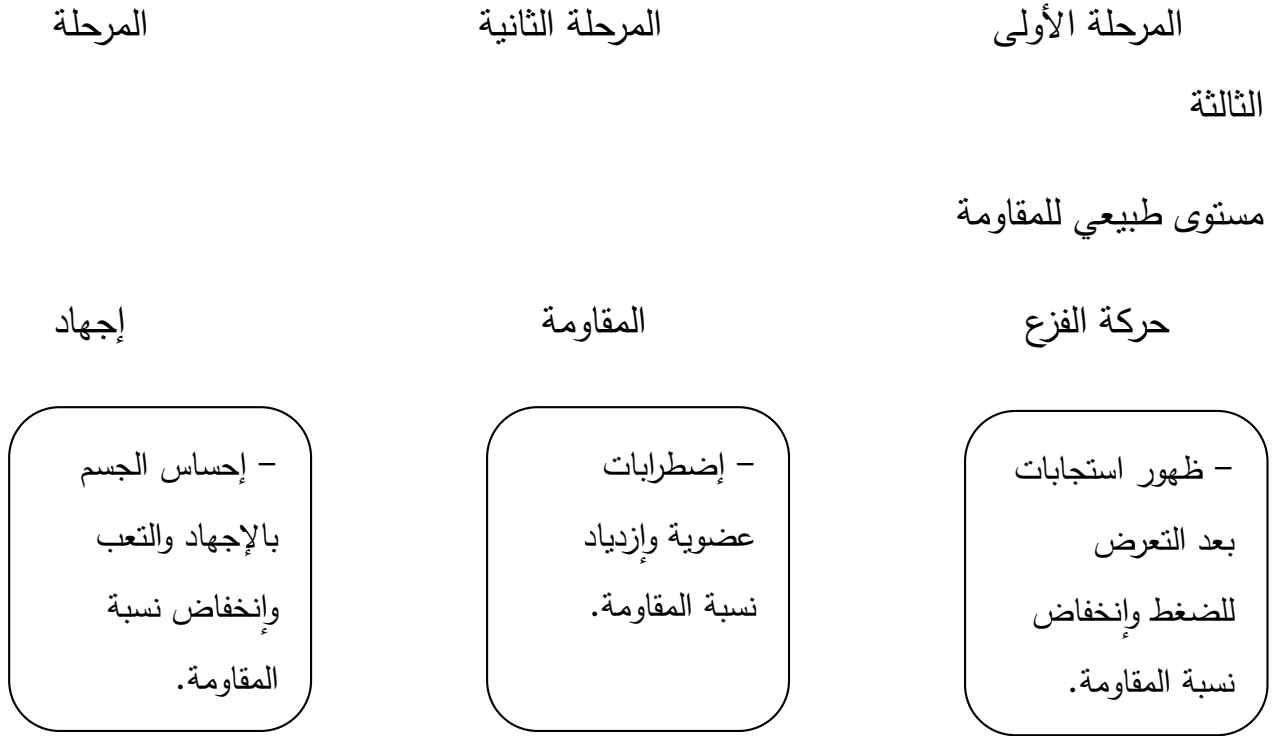 المرحلة الأولى المرحلة الثانية المرحلة
الثالثة
مستوى طبيعي للمقاومة
حركة الفزع المقاومة إجهاد
– ظهور استجابات
بعد التعرض
للضغط وإنخفاض
نسبة المقاومة.
– إضطرابات
عضوية وإزدياد
نسبة المقاومة.
– إحساس الجسم
بالإجهاد والتعب
وإنخفاض نسبة
المقاومة.